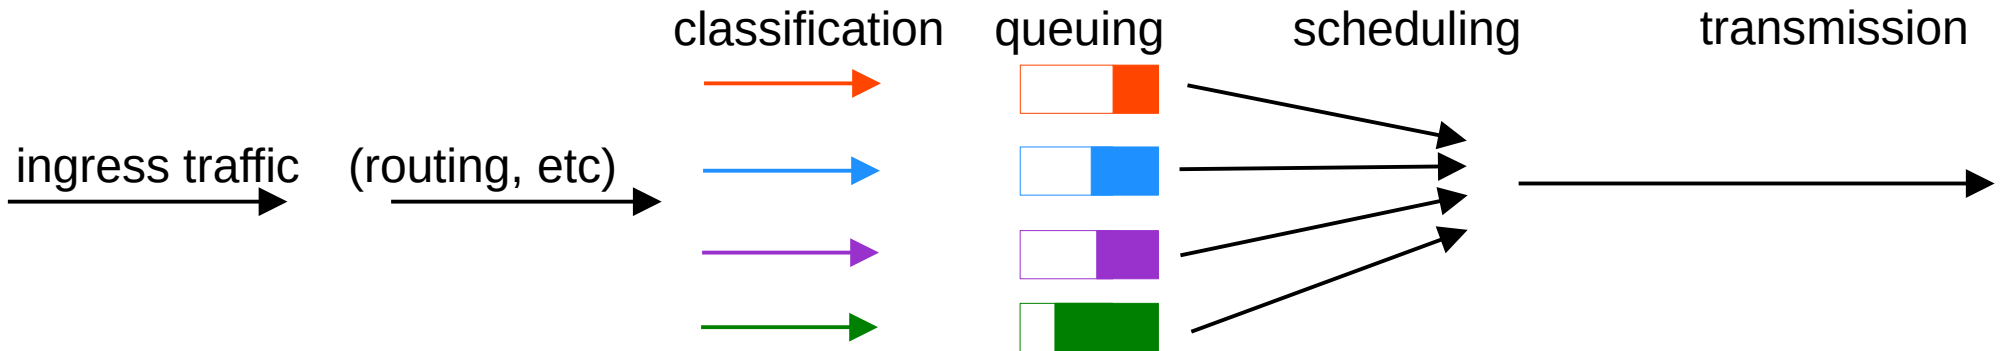 classification queuing scheduling transmission
ingress traffic (routing, etc)